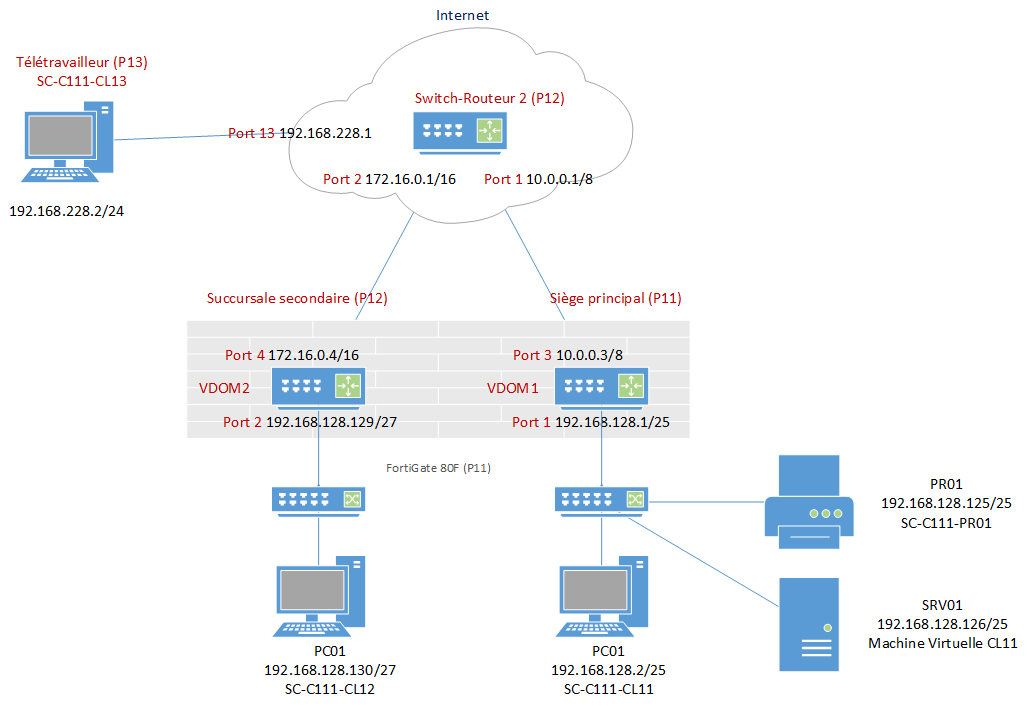 Internet
Télétravailleur (P13)
SC-C111-CL13
Switch-Routeur 2 (P12)
Port 13 192.168.228.1
Port 2 172.16.0.1/16
Port 1 10.0.0.1/8
192.168.228.2/24
Succursale secondaire (P12)
Siège principal (P11)
Port 4 172.16.0.4/16
Port 3 10.0.0.3/8
VDOM2
VDOM1
Port 2 192.168.128.129/27
Port 1 192.168.128.1/25
FortiGate 80F (P11)
PR01
192.168.128.125/25
SC-C111-PR01
SRV01
192.168.128.126/25
Machine Virtuelle CL11
PC01
192.168.128.130/27
SC-C111-CL12
PC01
192.168.128.2/25
SC-C111-CL11